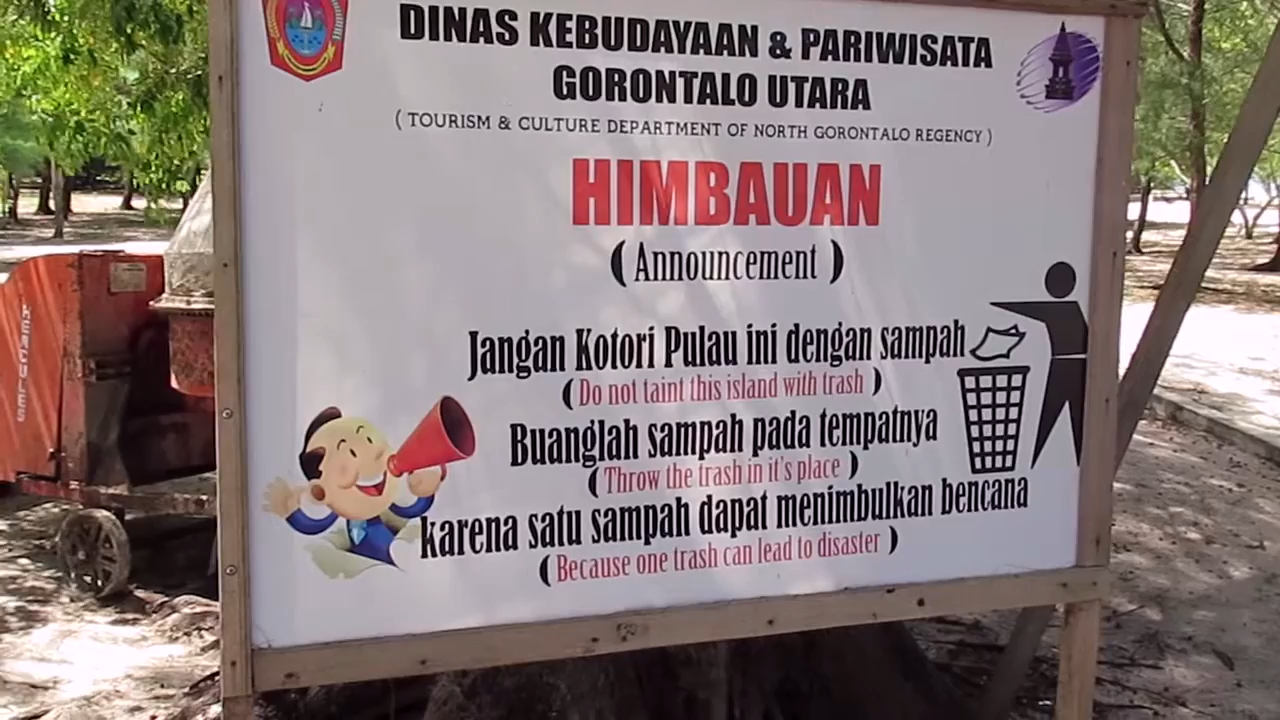 DINAS KEBUDAYAAN & PARIWISATA
GORONTALO UTARA
( TOURISM & CULTURE DEPARTMENT OF NORTH GORONTALO REGENCY )
HIMBAUAN
( Announcement )
Jangan Kotori Pulau ini dengan sampah
( Do not taint this island with trash )
Buanglah sampah pada tempatnya
( Throw the trash in it's place )
karena satu sampah dapat menimbulkan bencana
( Because one trash can lead to disaster )
HERCULES